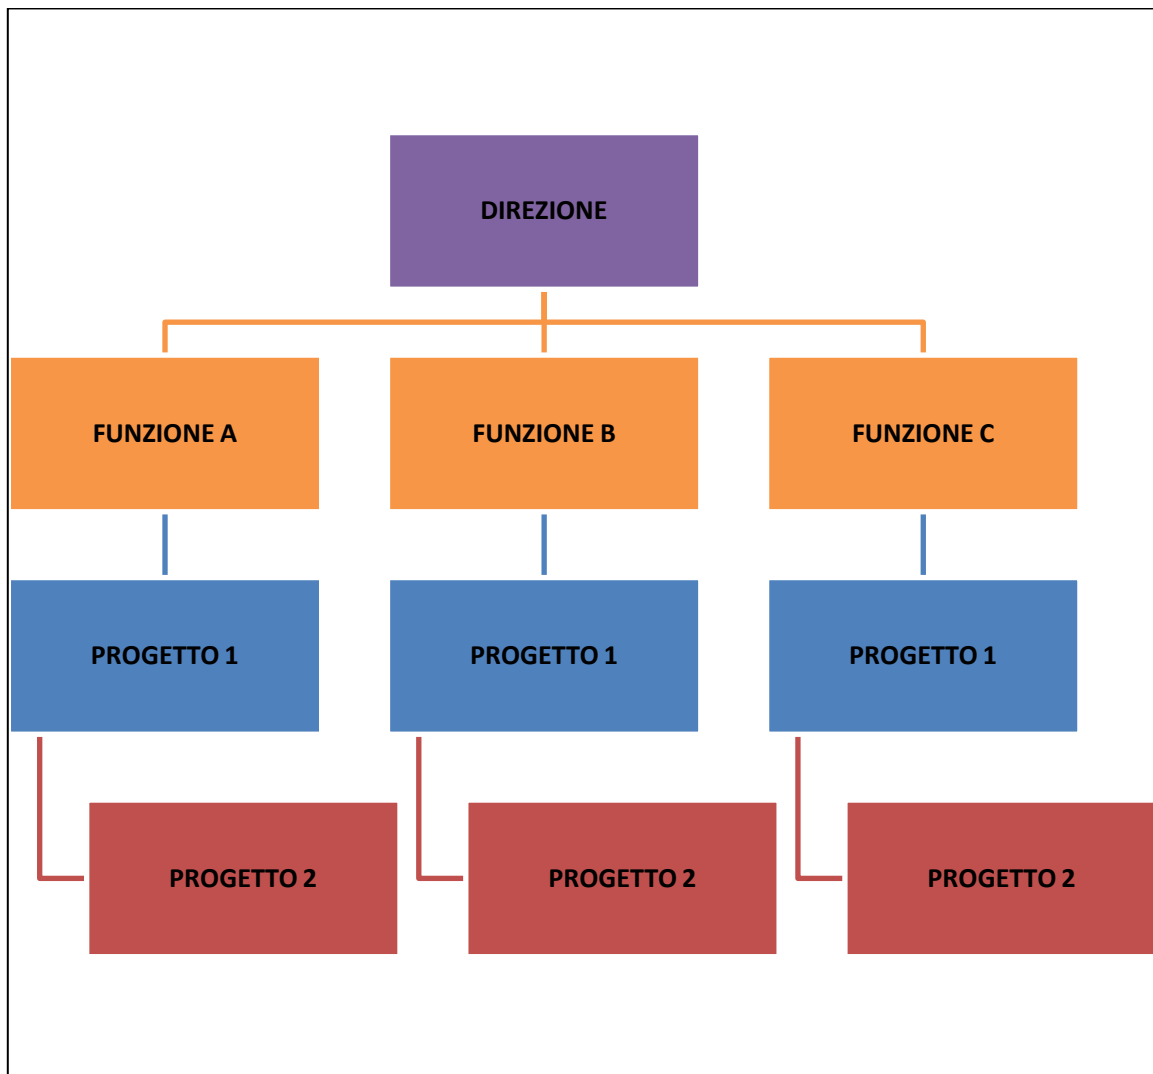 DIREZIONE
FUNZIONE A
FUNZIONE B
FUNZIONE C
PROGETTO 1
PROGETTO 1
PROGETTO 1
PROGETTO 2
PROGETTO 2
PROGETTO 2